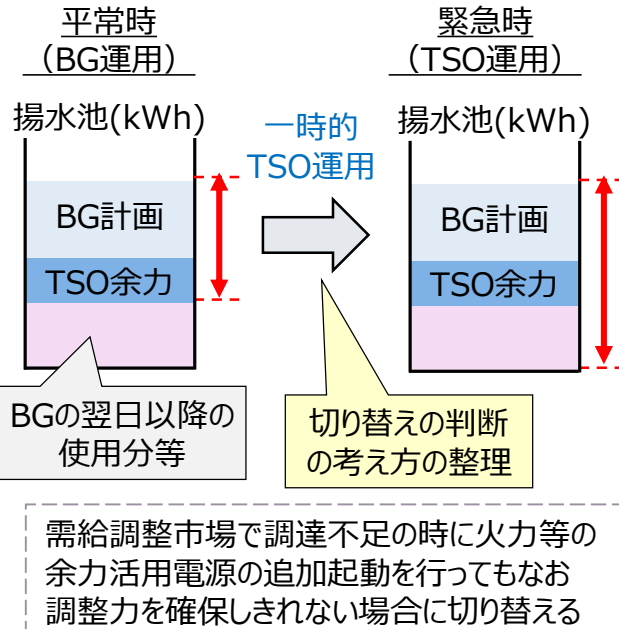 平常時
（BG運用）
揚水池(kWh)
BG計画
TSO余力
BGの翌日以降の
使用分等
一時的
TSO運用
切り替えの判断
の考え方の整理
緊急時
（TSO運用）
揚水池(kWh)
BG計画
TSO余力
需給調整市場で調達不足の時に火力等の
余力活用電源の追加起動を行ってもなお
調整力を確保しきれない場合に切り替える